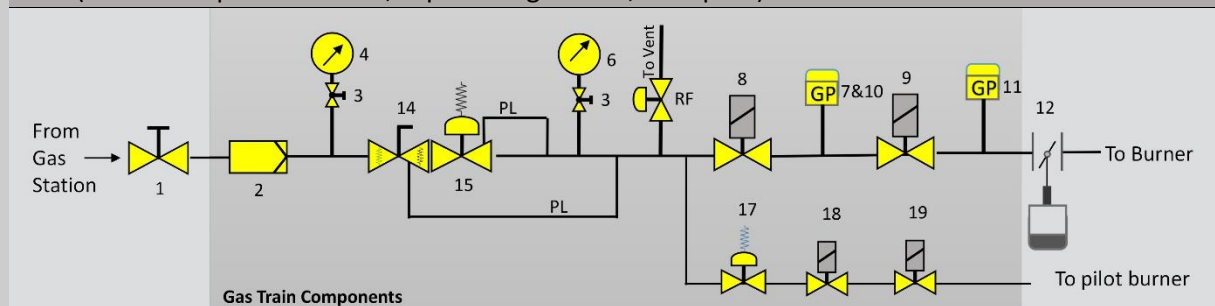 4
6
To Vent
8
9
3
14
3
RF
GP
7&10
GP
11
12
PL
From
Gas
Station
1
2
15
To Burner
PL
17
18
19
To pilot burner
Gas Train Components